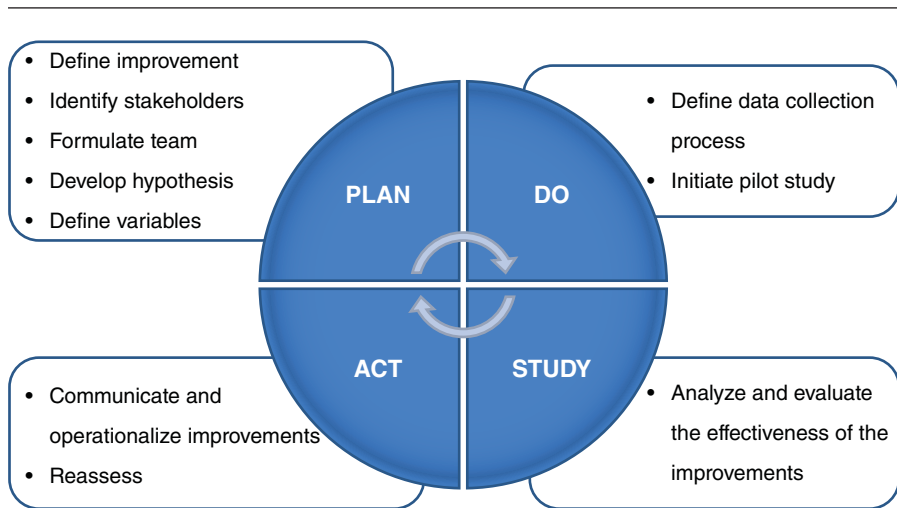 • Define improvement
• Identify stakeholders
• Formulate team
• Develop hypothesis
• Define variables
PLAN
DO
• Define data collection
process
• Initiate pilot study
ACT
STUDY
• Communicate and
operationalize improvements
• Reassess
• Analyze and evaluate
the effectiveness of the
improvements